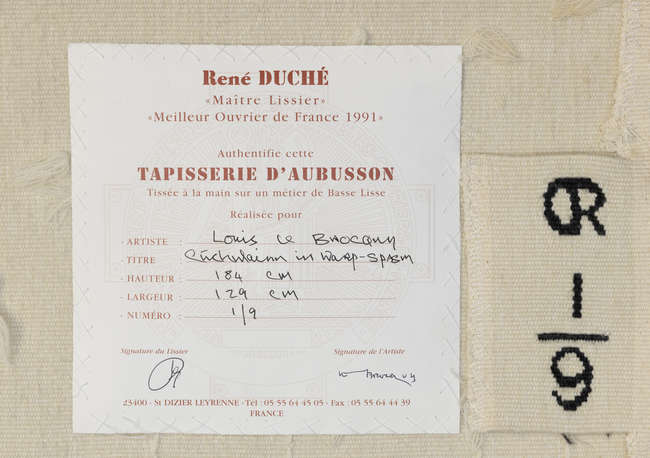 René DUCHÉ
«Maître Lissier»
«Meilleur Ouvrier de France 1991»
Authentifie cette
TAPISSERIE D'AUBUSSON
Tissée à la main sur un métier de Basse Lisse
Réalisée pour
- ARTISTE : Louis le Brocquy
- TITRE : Cúchulainn in Warp-Spasm
- HAUTEUR : 184 CM
- LARGEUR : 129 CM
- NUMÉRO : 1/9
Signature du Lissier
Signature de l'Artiste
le Brocquy
23400 - St DIZIER LEYRENNE - Tél : 05 55 64 45 05 - Fax : 05 55 64 44 39
FRANCE
R
1
9